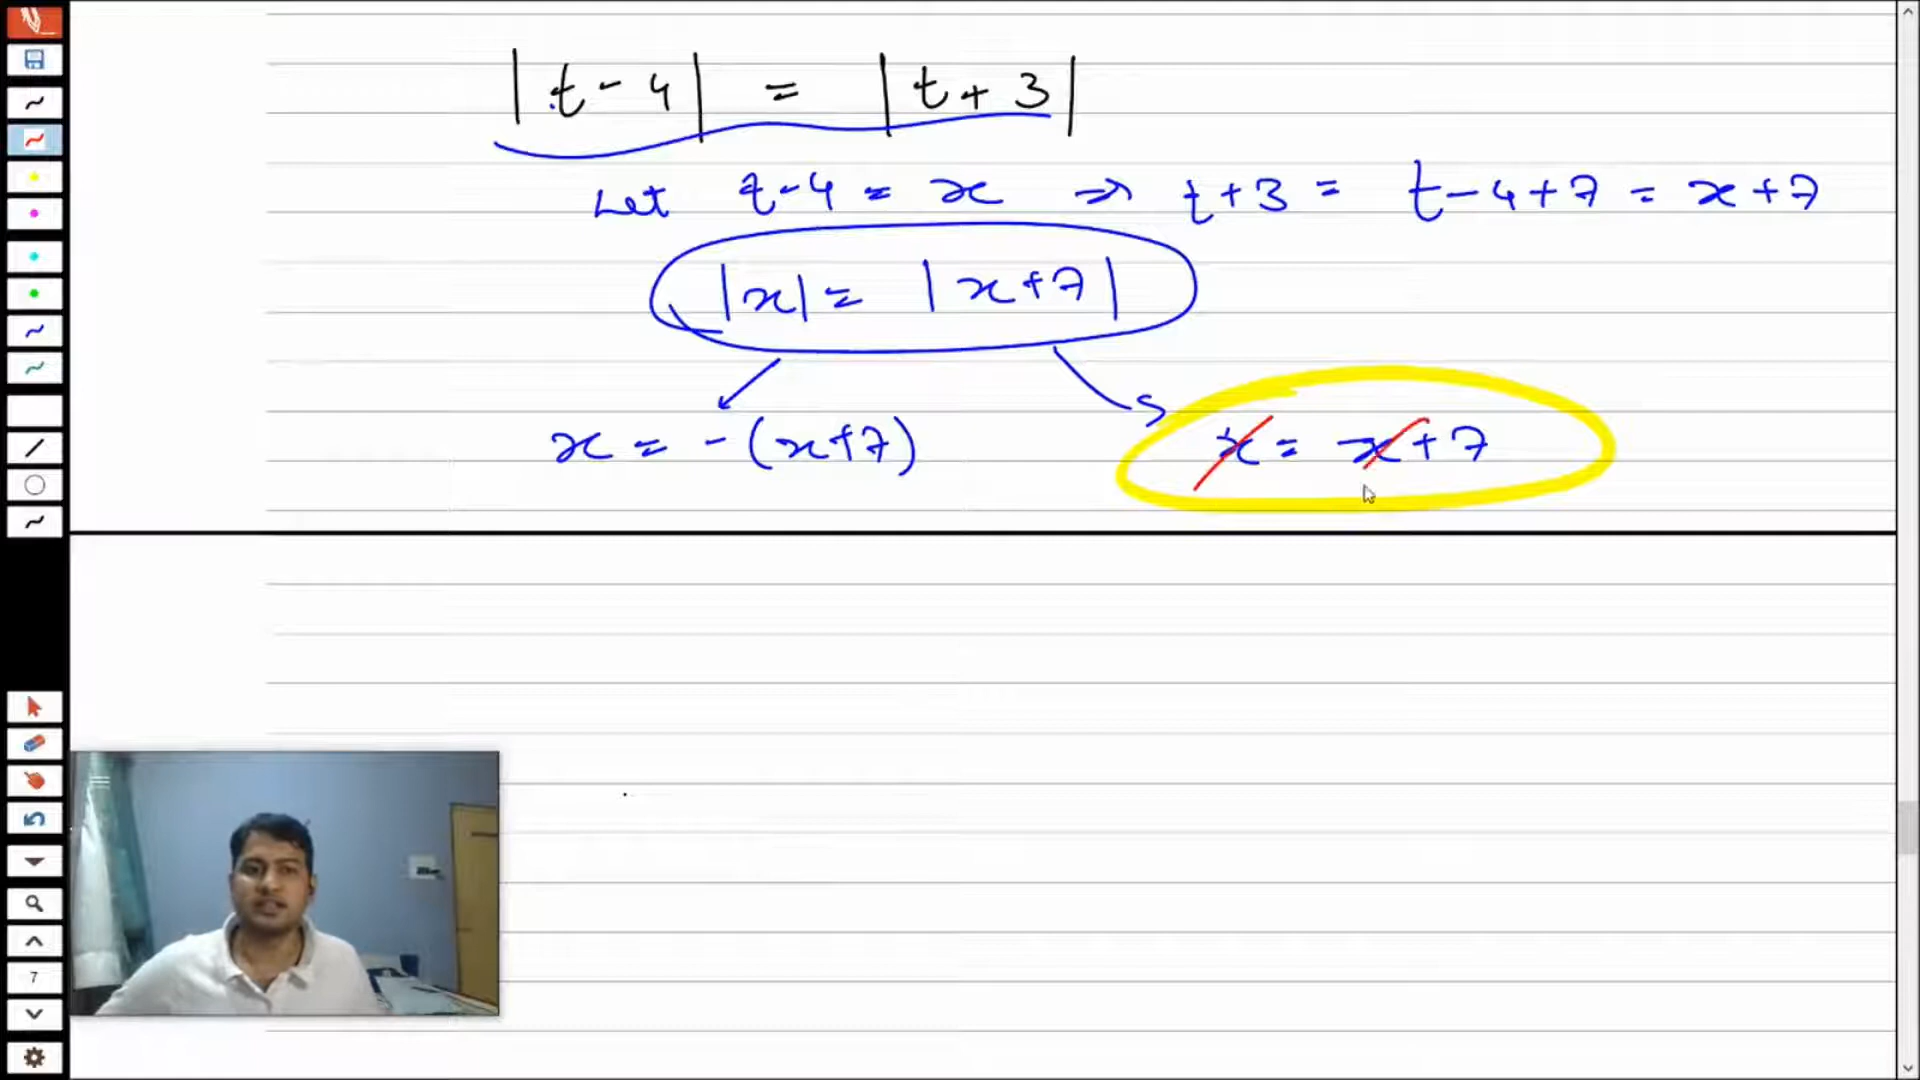 |t - 4| = |t + 3|
Let t - 4 = x ⇒ t + 3 = t - 4 + 7 = x + 7
|x| = |x + 7|
x = -(x + 7)
x = x + 7
7